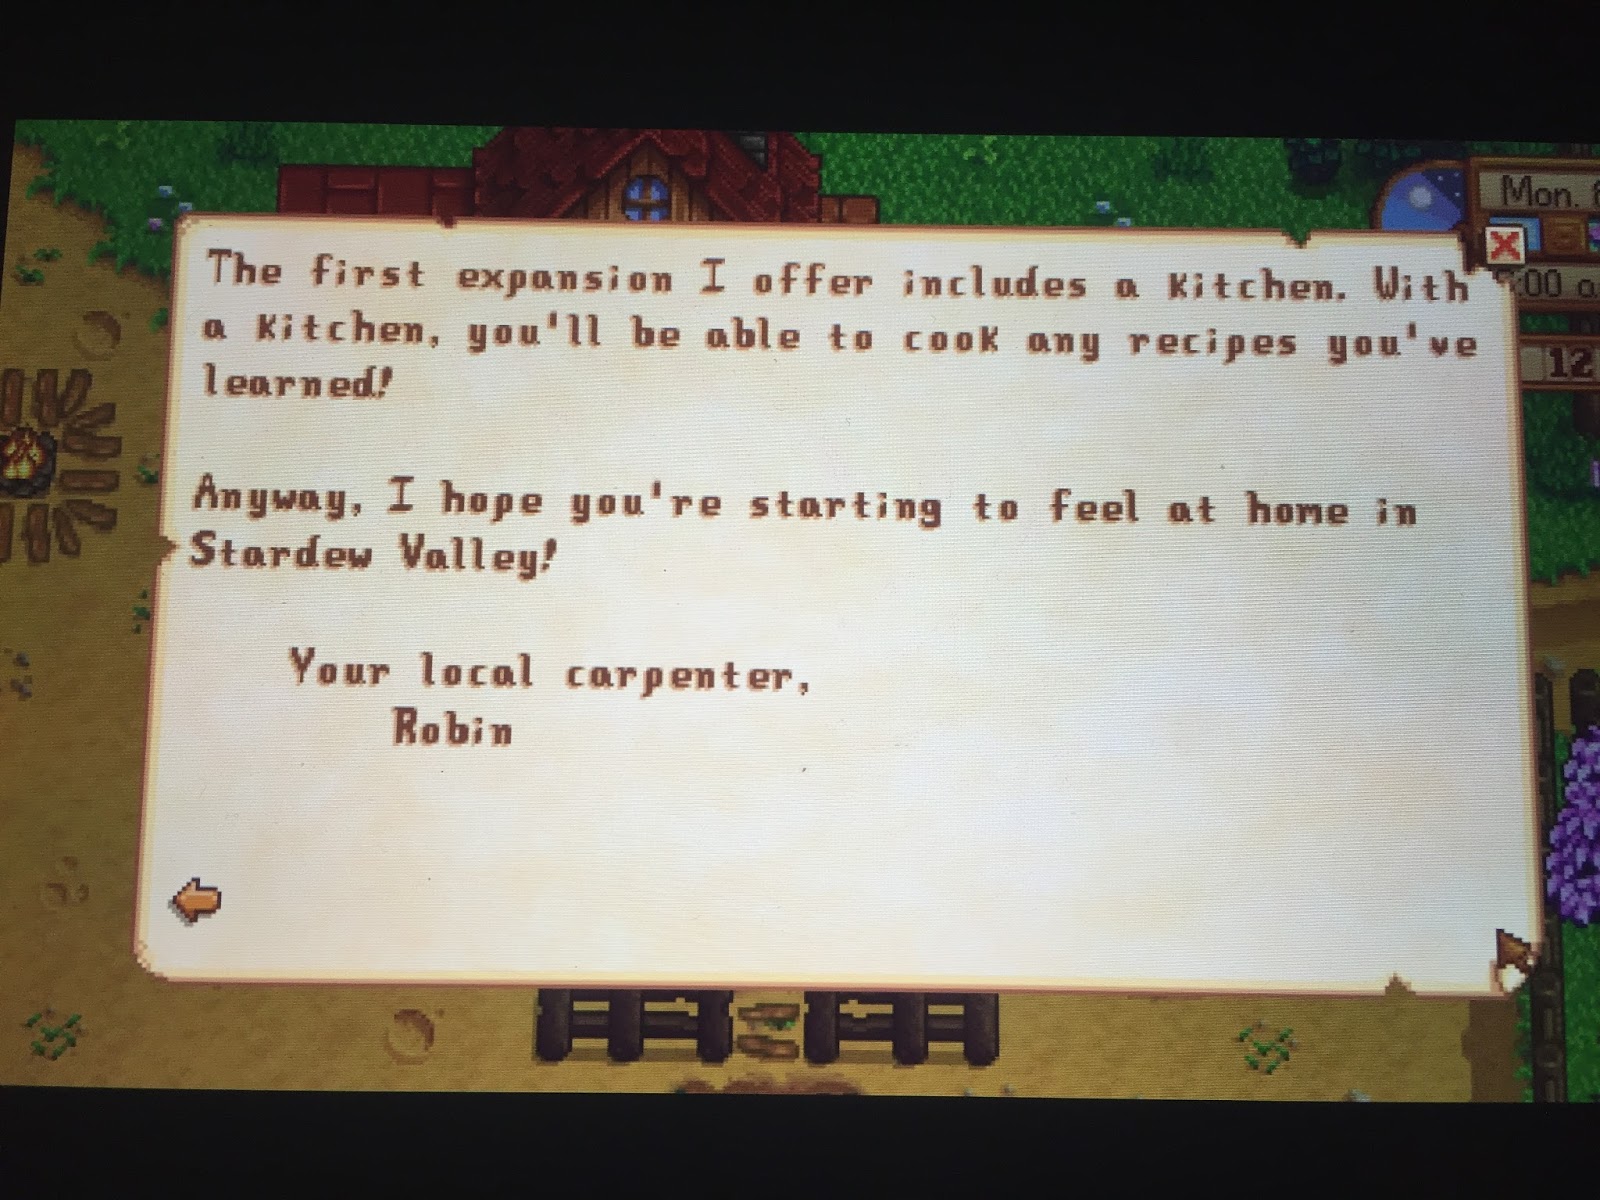 The first expansion I offer includes a kitchen. With
a kitchen, you'll be able to cook any recipes you've
learned!
Anyway, I hope you're starting to feel at home in
Stardew Valley!
Your local carpenter,
Robin
Mon.
:00 a
12